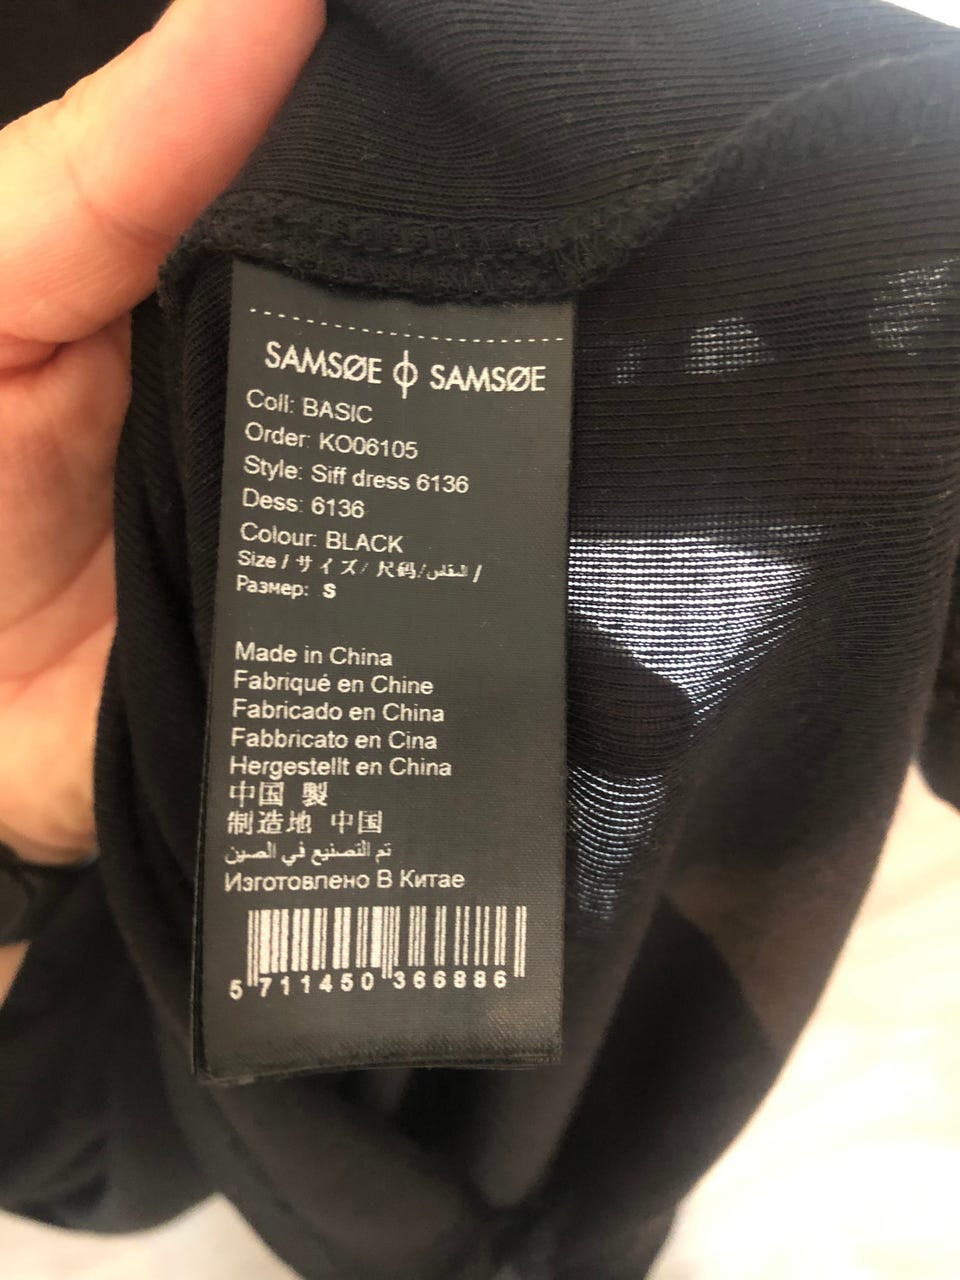 SAMSØE ϕ SAMSØE
Coll: BASIC
Order: KO06105
Style: Siff dress 6136
Dess: 6136
Colour: BLACK
Size / サイズ/ 尺码/المقاس /
Размер: S
Made in China
Fabriqué en Chine
Fabricado en China
Fabbricato en Cina
Hergestellt en China
中国 製
制造地 中国
تم التصنيع في الصين
Изготовлено В Китае
5 711450 366886